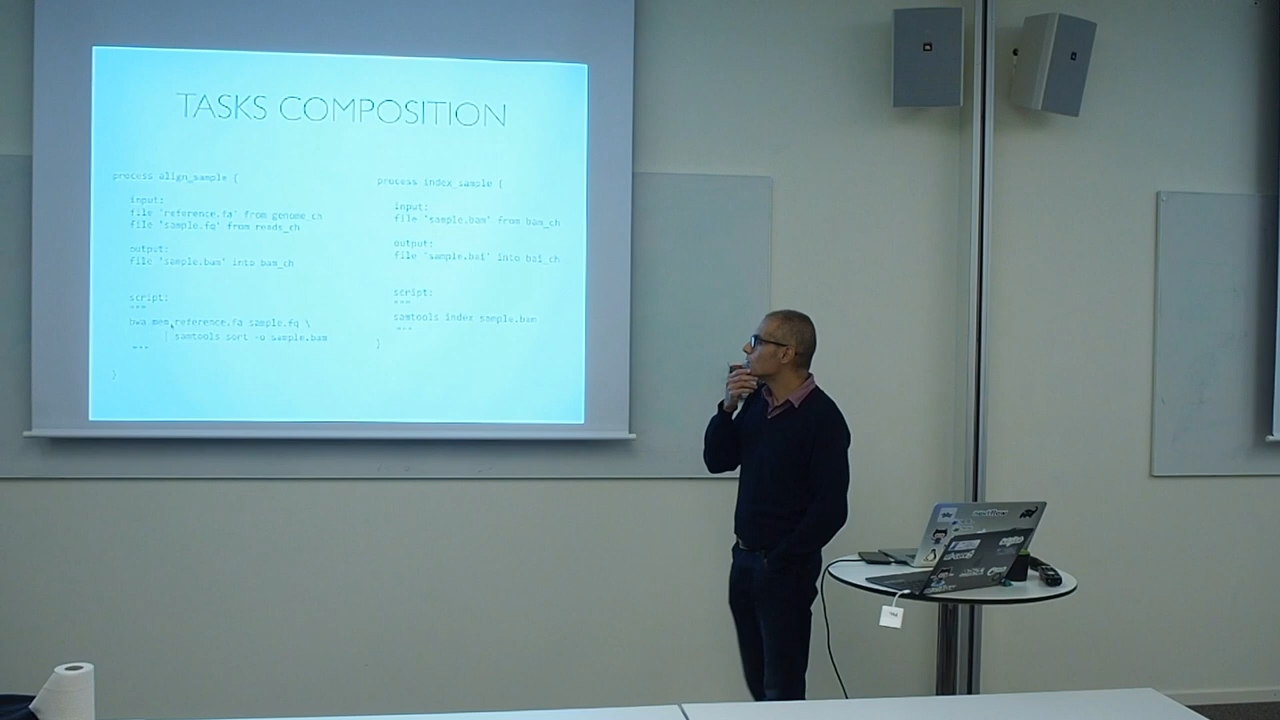 TASKS COMPOSITION
process align_sample {
input:
file 'reference.fa' from genome_ch
file 'sample.fq' from reads_ch
output:
file 'sample.bam' into bam_ch
script:
"""
bwa mem reference.fa sample.fq \
| samtools sort -o sample.bam
"""
}
process index_sample {
input:
file 'sample.bam' from bam_ch
output:
file 'sample.bai' into bai_ch
script:
"""
samtools index sample.bam
"""
}
nextflow
JBL